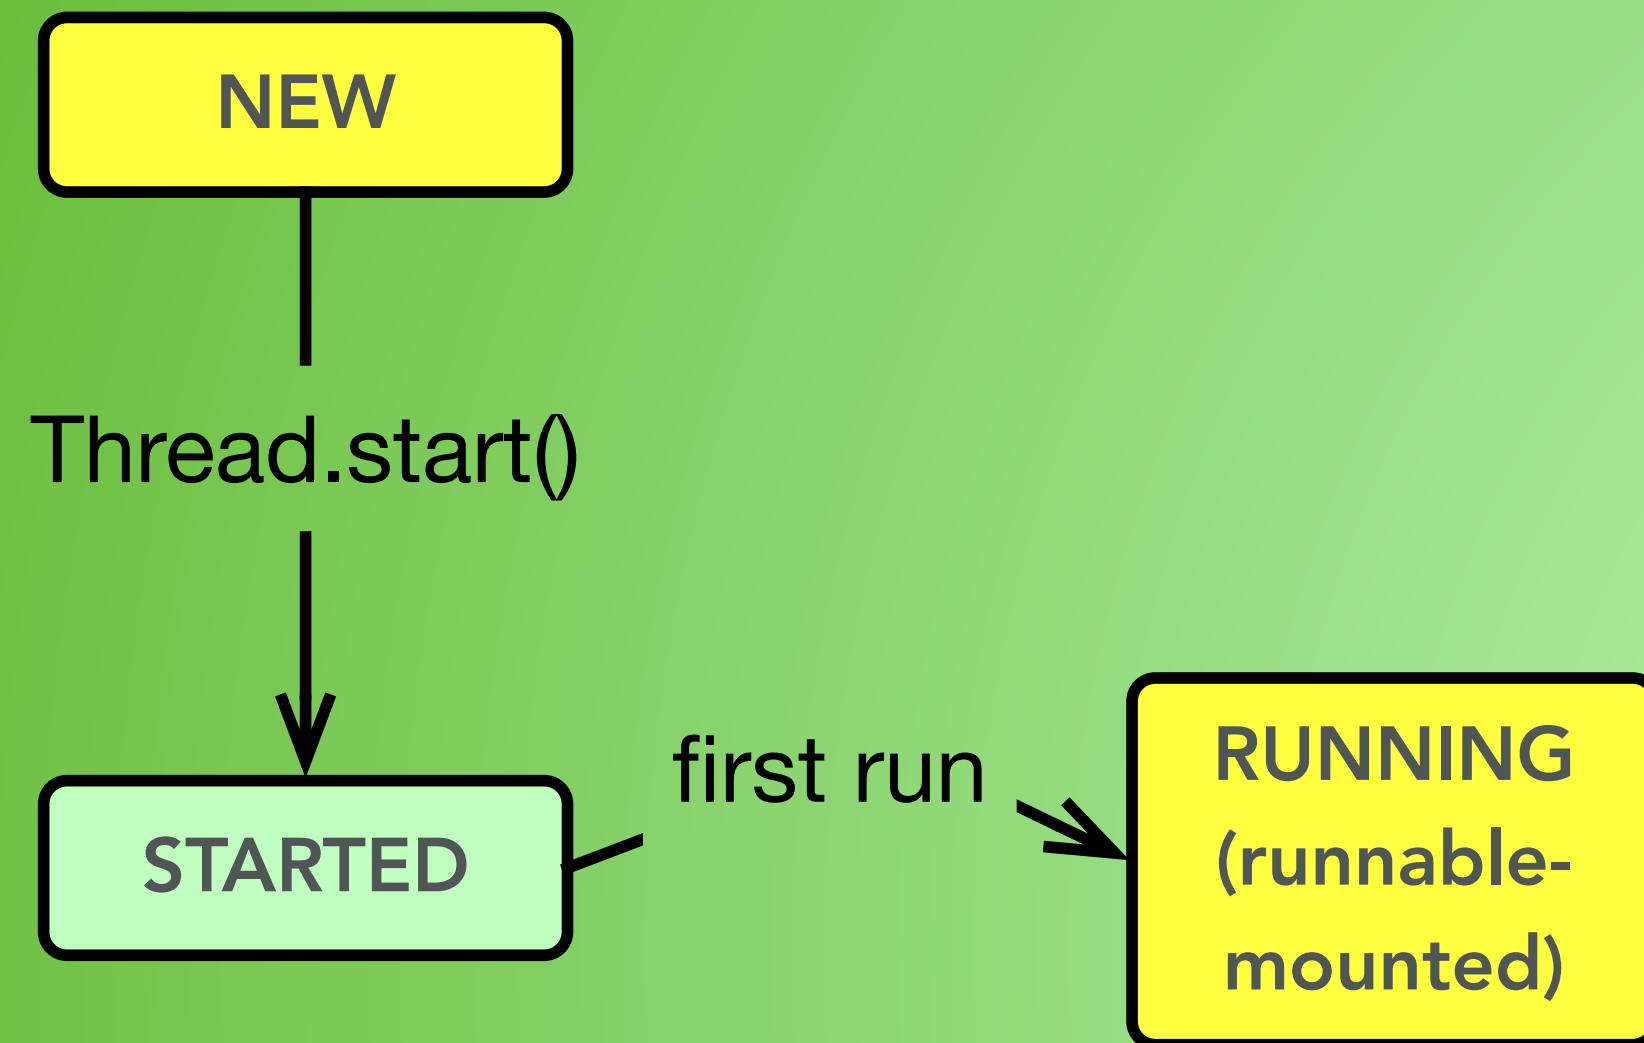 NEW
Thread.start()
STARTED
first run
RUNNING
(runnable-
mounted)